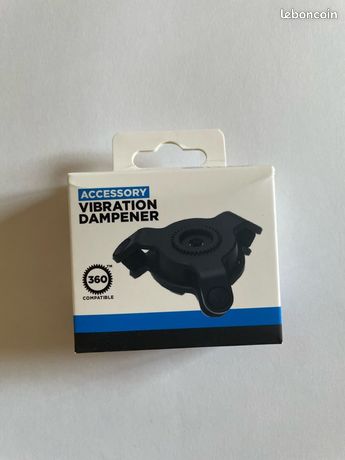 leboncoin
ACCESSORY
VIBRATION
DAMPENER
360
COMPATIBLE